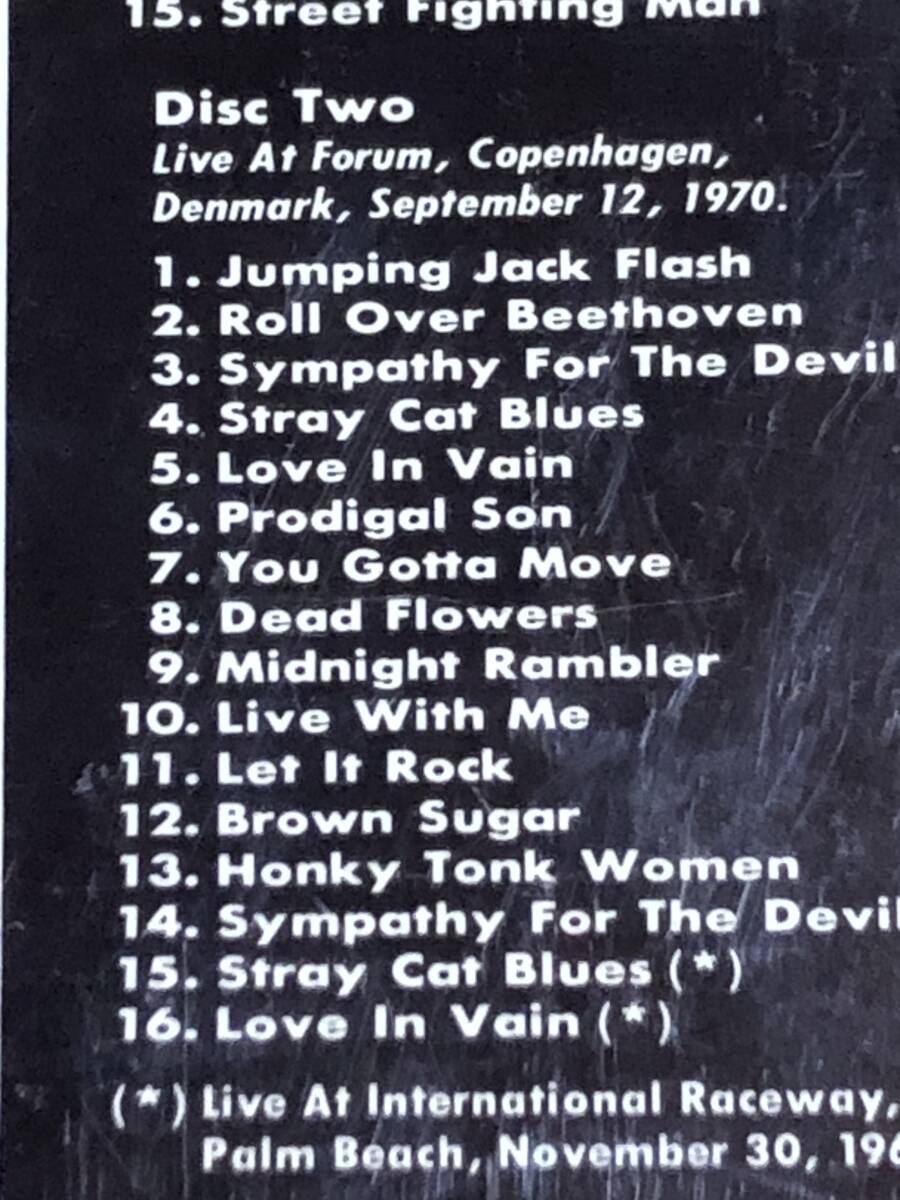 15. Street Fighting Man
Disc Two
Live At Forum, Copenhagen,
Denmark, September 12, 1970.
1. Jumping Jack Flash
2. Roll Over Beethoven
3. Sympathy For The Devil
4. Stray Cat Blues
5. Love In Vain
6. Prodigal Son
7. You Gotta Move
8. Dead Flowers
9. Midnight Rambler
10. Live With Me
11. Let It Rock
12. Brown Sugar
13. Honky Tonk Women
14. Sympathy For The Devil
15. Stray Cat Blues (*)
16. Love In Vain (*)
(*) Live At International Raceway,
Palm Beach, November 30,